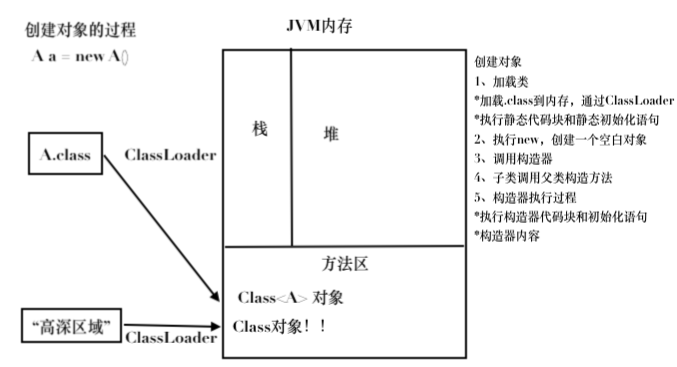 创建对象的过程
A a = new A()
JVM内存
A.class
ClassLoader
"高深区域"
ClassLoader
栈
堆
方法区
Class<A> 对象
Class对象！！
创建对象
1、加载类
*加载.class到内存，通过ClassLoader
*执行静态代码块和静态初始化语句
2、执行new，创建一个空白对象
3、调用构造器
4、子类调用父类构造方法
5、构造器执行过程
*执行构造器代码块和初始化语句
*构造器内容